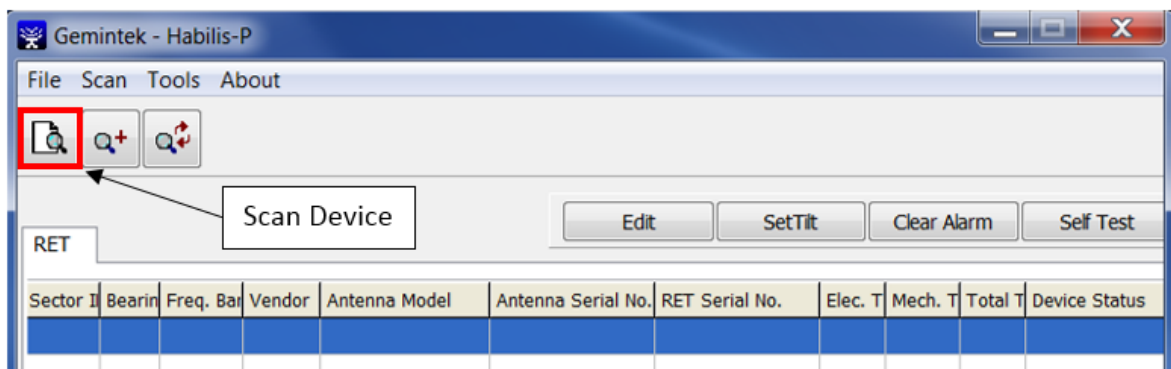 Gemintek - Habilis-P
File Scan Tools About
Scan Device
Edit SetTilt Clear Alarm Self Test
RET
Sector I Bearin Freq. Bar Vendor Antenna Model Antenna Serial No. RET Serial No. Elec. T Mech. T Total T Device Status